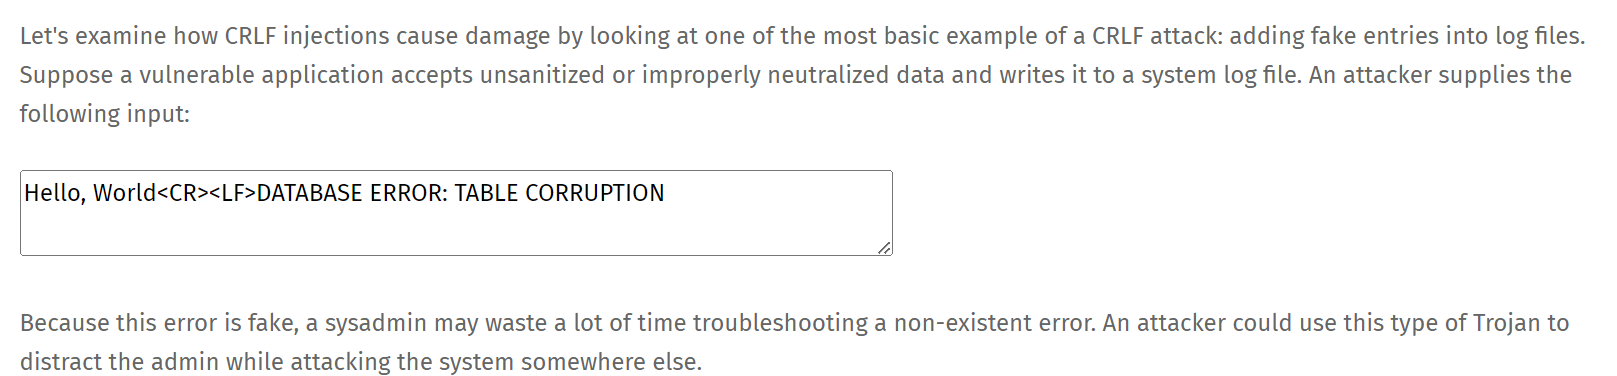 Let's examine how CRLF injections cause damage by looking at one of the most basic example of a CRLF attack: adding fake entries into log files.
Suppose a vulnerable application accepts unsanitized or improperly neutralized data and writes it to a system log file. An attacker supplies the
following input:
Hello, World<CR><LF>DATABASE ERROR: TABLE CORRUPTION
Because this error is fake, a sysadmin may waste a lot of time troubleshooting a non-existent error. An attacker could use this type of Trojan to
distract the admin while attacking the system somewhere else.